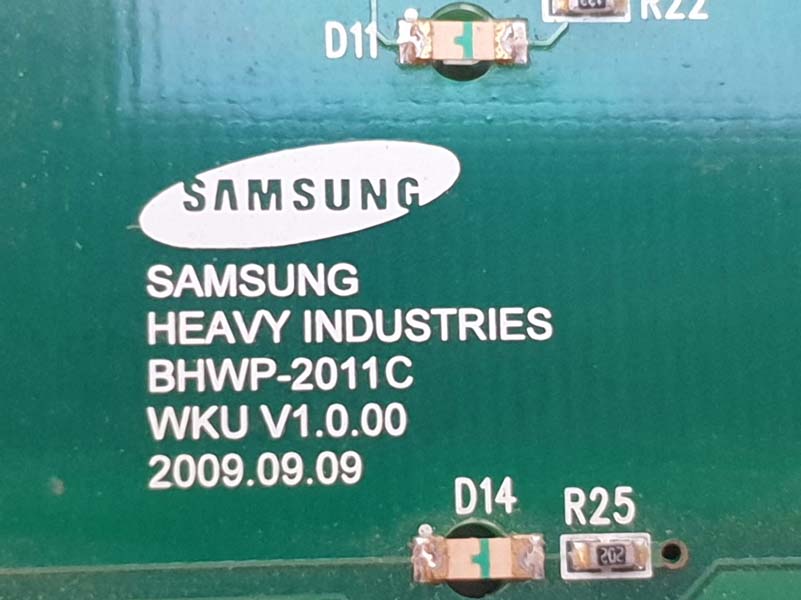 R22
D11
SAMSUNG
SAMSUNG
HEAVY INDUSTRIES
BHWP-2011C
WKU V1.0.00
2009.09.09
D14 R25
202